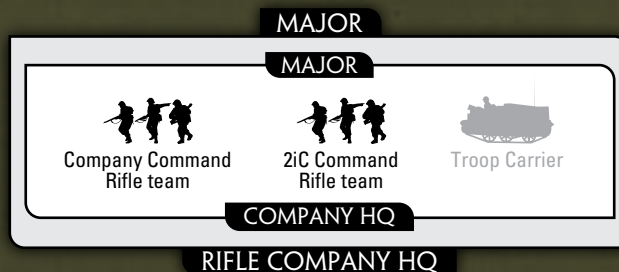 MAJOR
MAJOR
Company Command
Rifle team
2iC Command
Rifle team
Troop Carrier
COMPANY HQ
RIFLE COMPANY HQ